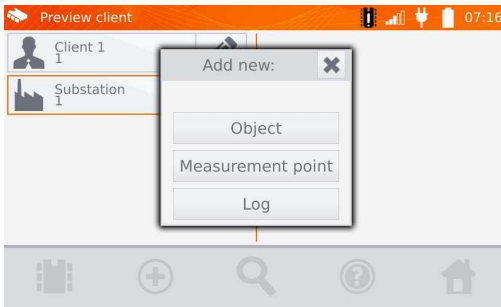 Preview client
07:16
Client 1
1
Substation
1
Add new:
Object
Measurement point
Log